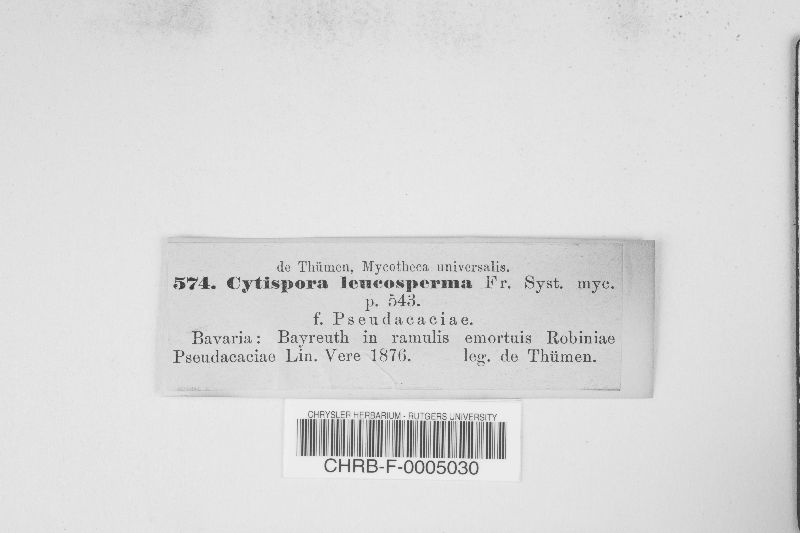 de Thümen, Mycotheca universalis.
574. Cytispora leucosperma Fr. Syst. myc.
p. 543.
f. Pseudacaciae.
Bavaria: Bayreuth in ramulis emortuis Robiniae
Pseudacaciae Lin. Vere 1876. leg. de Thümen.
CHRYSLER HERBARIUM - RUTGERS UNIVERSITY
CHRB-F-0005030